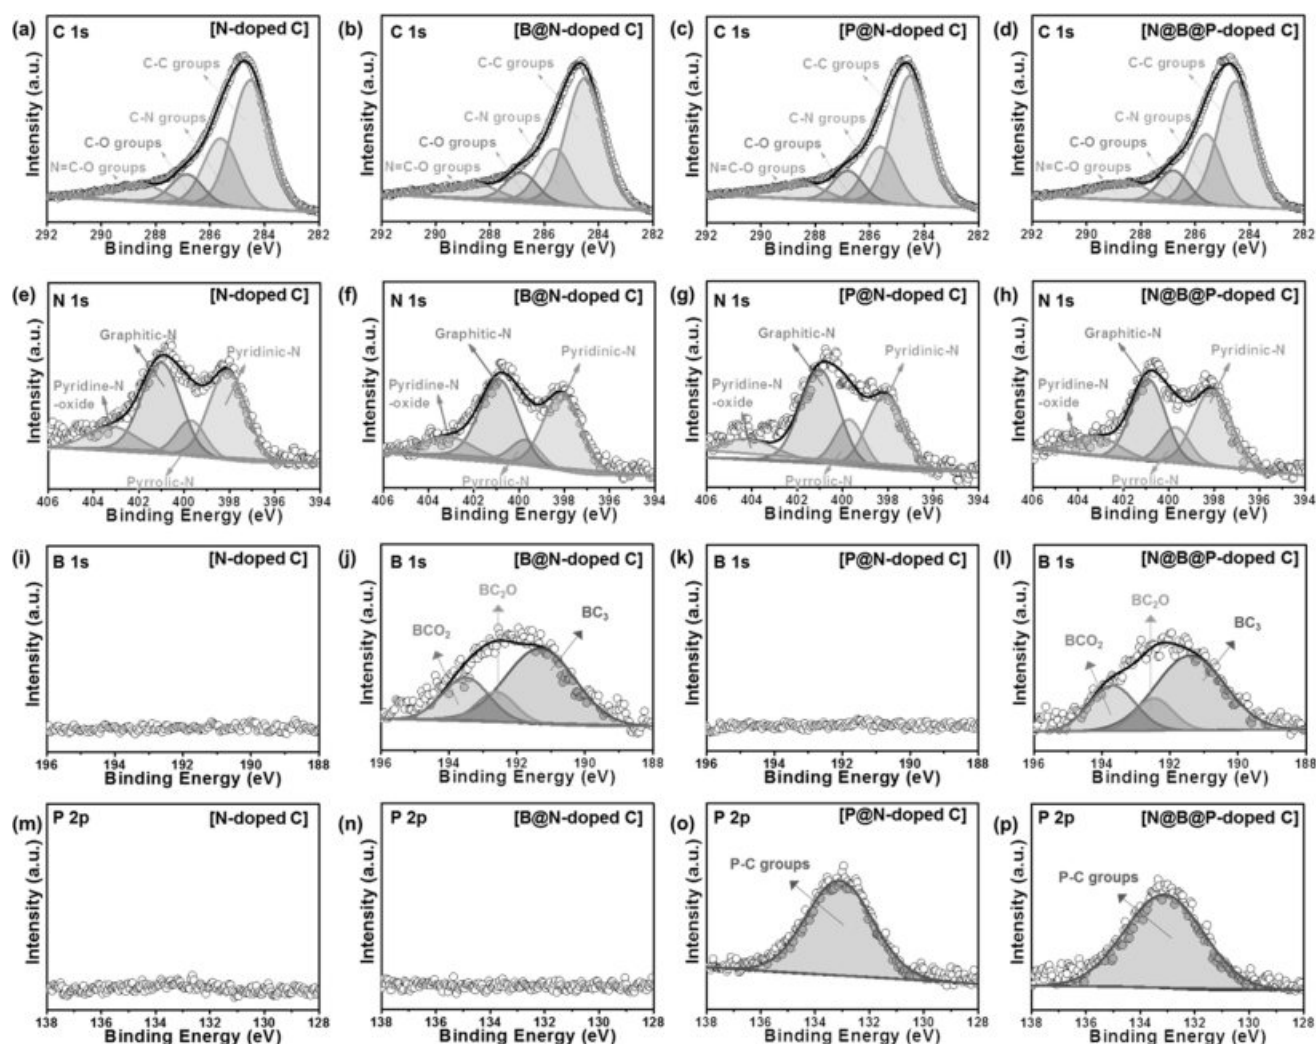 (a) C 1s [N-doped C]
C-C groups
C-N groups
C-O groups
N=C-O groups
Intensity (a.u.)
292 290 288 286 284 282
Binding Energy (eV)
(b) C 1s [B@N-doped C]
C-C groups
C-N groups
C-O groups
N=C-O groups
Intensity (a.u.)
292 290 288 286 284 282
Binding Energy (eV)
(c) C 1s [P@N-doped C]
C-C groups
C-N groups
C-O groups
N=C-O groups
Intensity (a.u.)
292 290 288 286 284 282
Binding Energy (eV)
(d) C 1s [N@B@P-doped C]
C-C groups
C-N groups
C-O groups
N=C-O groups
Intensity (a.u.)
292 290 288 286 284 282
Binding Energy (eV)
(e) N 1s [N-doped C]
Graphitic-N
Pyridinic-N
Pyridine-N
-oxide
Pyrrolic-N
Intensity (a.u.)
406 404 402 400 398 396 394
Binding Energy (eV)
(f) N 1s [B@N-doped C]
Graphitic-N
Pyridinic-N
Pyridine-N
-oxide
Pyrrolic-N
Intensity (a.u.)
406 404 402 400 398 396 394
Binding Energy (eV)
(g) N 1s [P@N-doped C]
Graphitic-N
Pyridinic-N
Pyridine-N
-oxide
Pyrrolic-N
Intensity (a.u.)
406 404 402 400 398 396 394
Binding Energy (eV)
(h) N 1s [N@B@P-doped C]
Graphitic-N
Pyridinic-N
Pyridine-N
-oxide
Pyrrolic-N
Intensity (a.u.)
406 404 402 400 398 396 394
Binding Energy (eV)
(i) B 1s [N-doped C]
Intensity (a.u.)
196 194 192 190 188
Binding Energy (eV)
(j) B 1s [B@N-doped C]
BC₂O
BCO₂
BC₃
Intensity (a.u.)
196 194 192 190 188
Binding Energy (eV)
(k) B 1s [P@N-doped C]
Intensity (a.u.)
196 194 192 190 188
Binding Energy (eV)
(l) B 1s [N@B@P-doped C]
BC₂O
BCO₂
BC₃
Intensity (a.u.)
196 194 192 190 188
Binding Energy (eV)
(m) P 2p [N-doped C]
Intensity (a.u.)
138 136 134 132 130 128
Binding Energy (eV)
(n) P 2p [B@N-doped C]
Intensity (a.u.)
138 136 134 132 130 128
Binding Energy (eV)
(o) P 2p [P@N-doped C]
P-C groups
Intensity (a.u.)
138 136 134 132 130 128
Binding Energy (eV)
(p) P 2p [N@B@P-doped C]
P-C groups
Intensity (a.u.)
138 136 134 132 130 128
Binding Energy (eV)